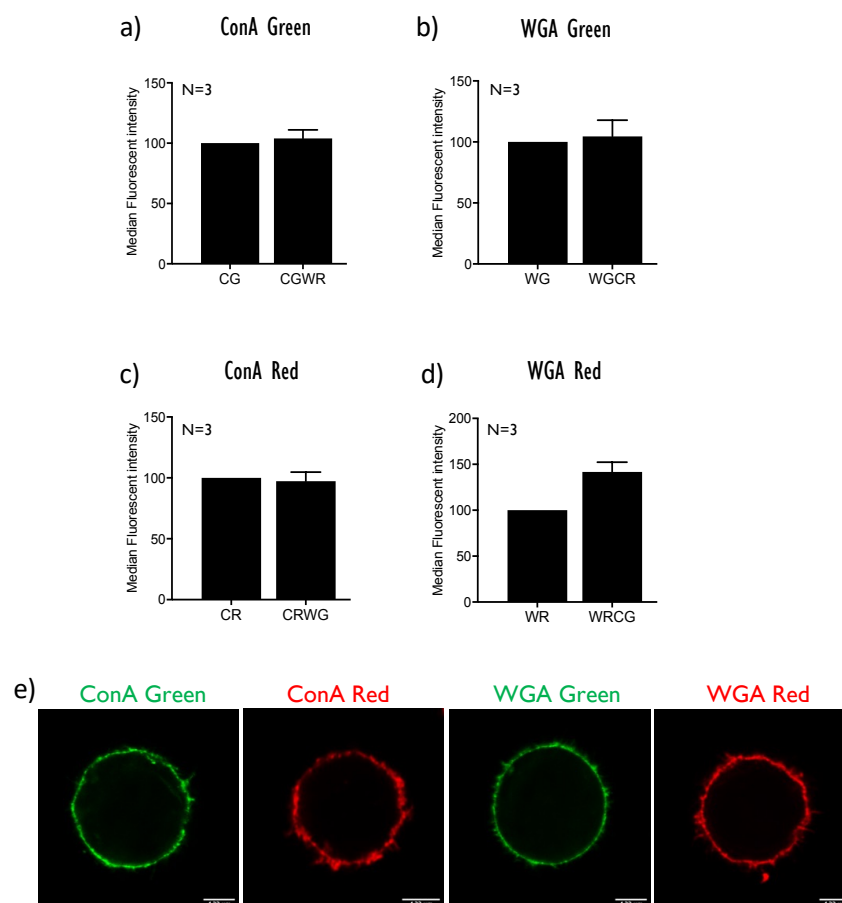 a) ConA Green
Median Fluorescent intensity
150
100
50
0
N=3
CG CGWR
b) WGA Green
Median Fluorescent intensity
150
100
50
0
N=3
WG WGCR
c) ConA Red
Median Fluorescent intensity
150
100
50
0
N=3
CR CRWG
d) WGA Red
Median Fluorescent intensity
200
150
100
50
0
N=3
WR WRCG
e) ConA Green ConA Red WGA Green WGA Red